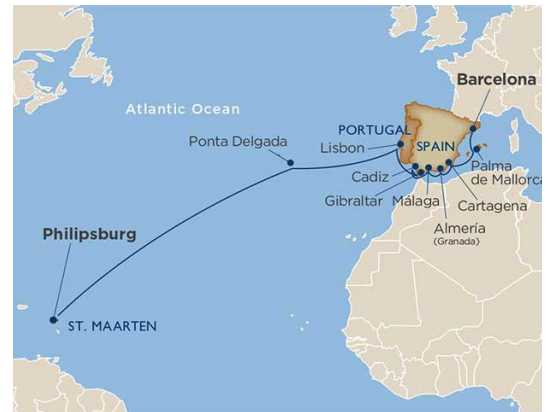 Barcelona
Atlantic Ocean
PORTUGAL
Ponta Delgada
Lisbon
SPAIN
Palma
de Mallorca
Cadiz
Gibraltar
Málaga
Cartagena
Almería
(Granada)
Philipsburg
ST. MAARTEN